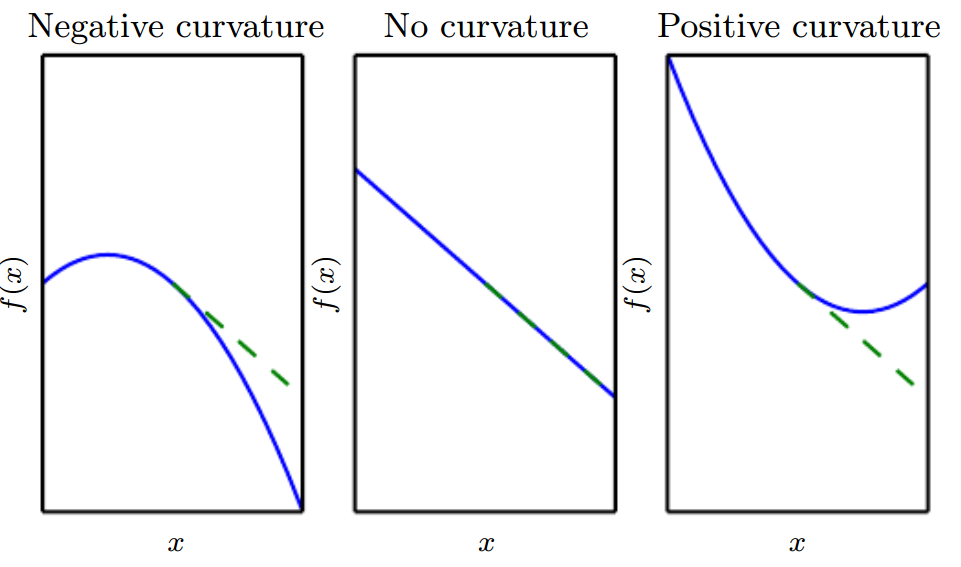 Negative curvature
No curvature
Positive curvature
f(x)
f(x)
f(x)
x
x
x